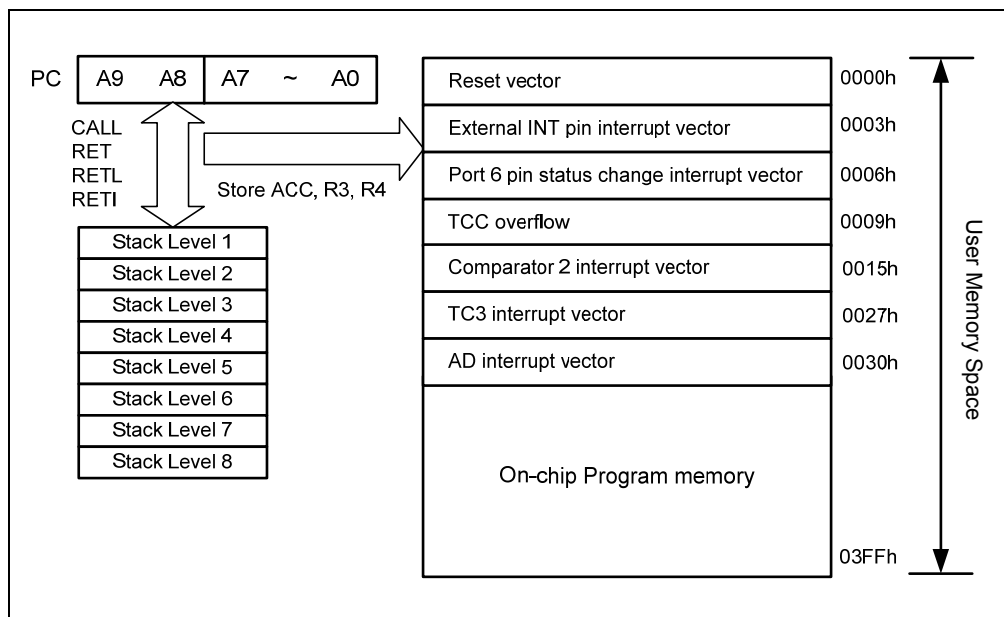 PC A9 A8 A7 ~ A0
CALL
RET
RETL
RETI
Store ACC, R3, R4
Stack Level 1
Stack Level 2
Stack Level 3
Stack Level 4
Stack Level 5
Stack Level 6
Stack Level 7
Stack Level 8
Reset vector 0000h
External INT pin interrupt vector 0003h
Port 6 pin status change interrupt vector 0006h
TCC overflow 0009h
Comparator 2 interrupt vector 0015h
TC3 interrupt vector 0027h
AD interrupt vector 0030h
On-chip Program memory
03FFh
User Memory Space